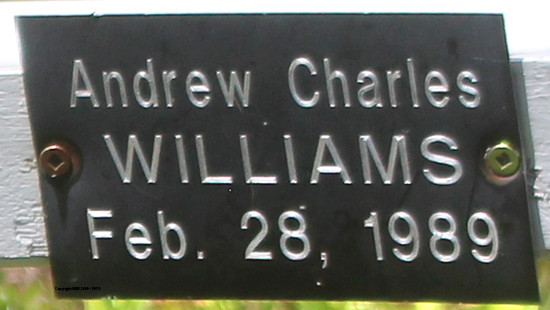 Andrew Charles
WILLIAMS
Feb. 28, 1989